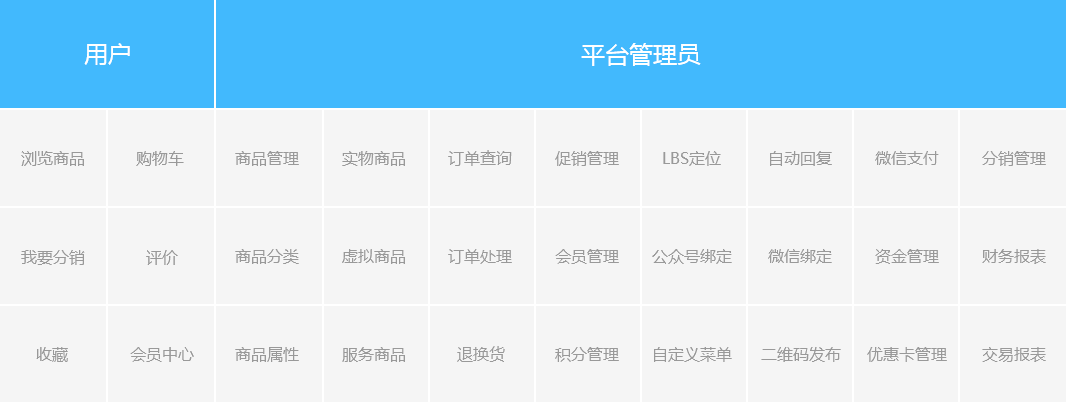 用户 平台管理员
浏览商品 购物车 商品管理 实物商品 订单查询 促销管理 LBS定位 自动回复 微信支付 分销管理
我要分销 评价 商品分类 虚拟商品 订单处理 会员管理 公众号绑定 微信绑定 资金管理 财务报表
收藏 会员中心 商品属性 服务商品 退换货 积分管理 自定义菜单 二维码发布 优惠卡管理 交易报表